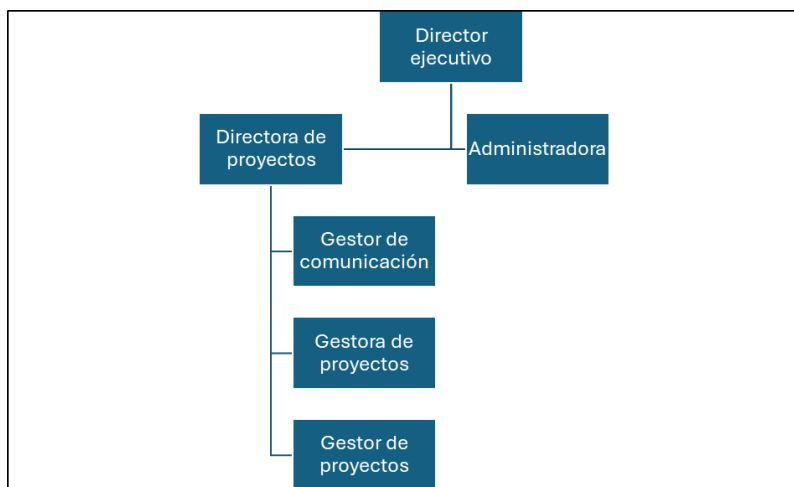 Director
ejecutivo
Directora de
proyectos
Administradora
Gestor de
comunicación
Gestora de
proyectos
Gestor de
proyectos